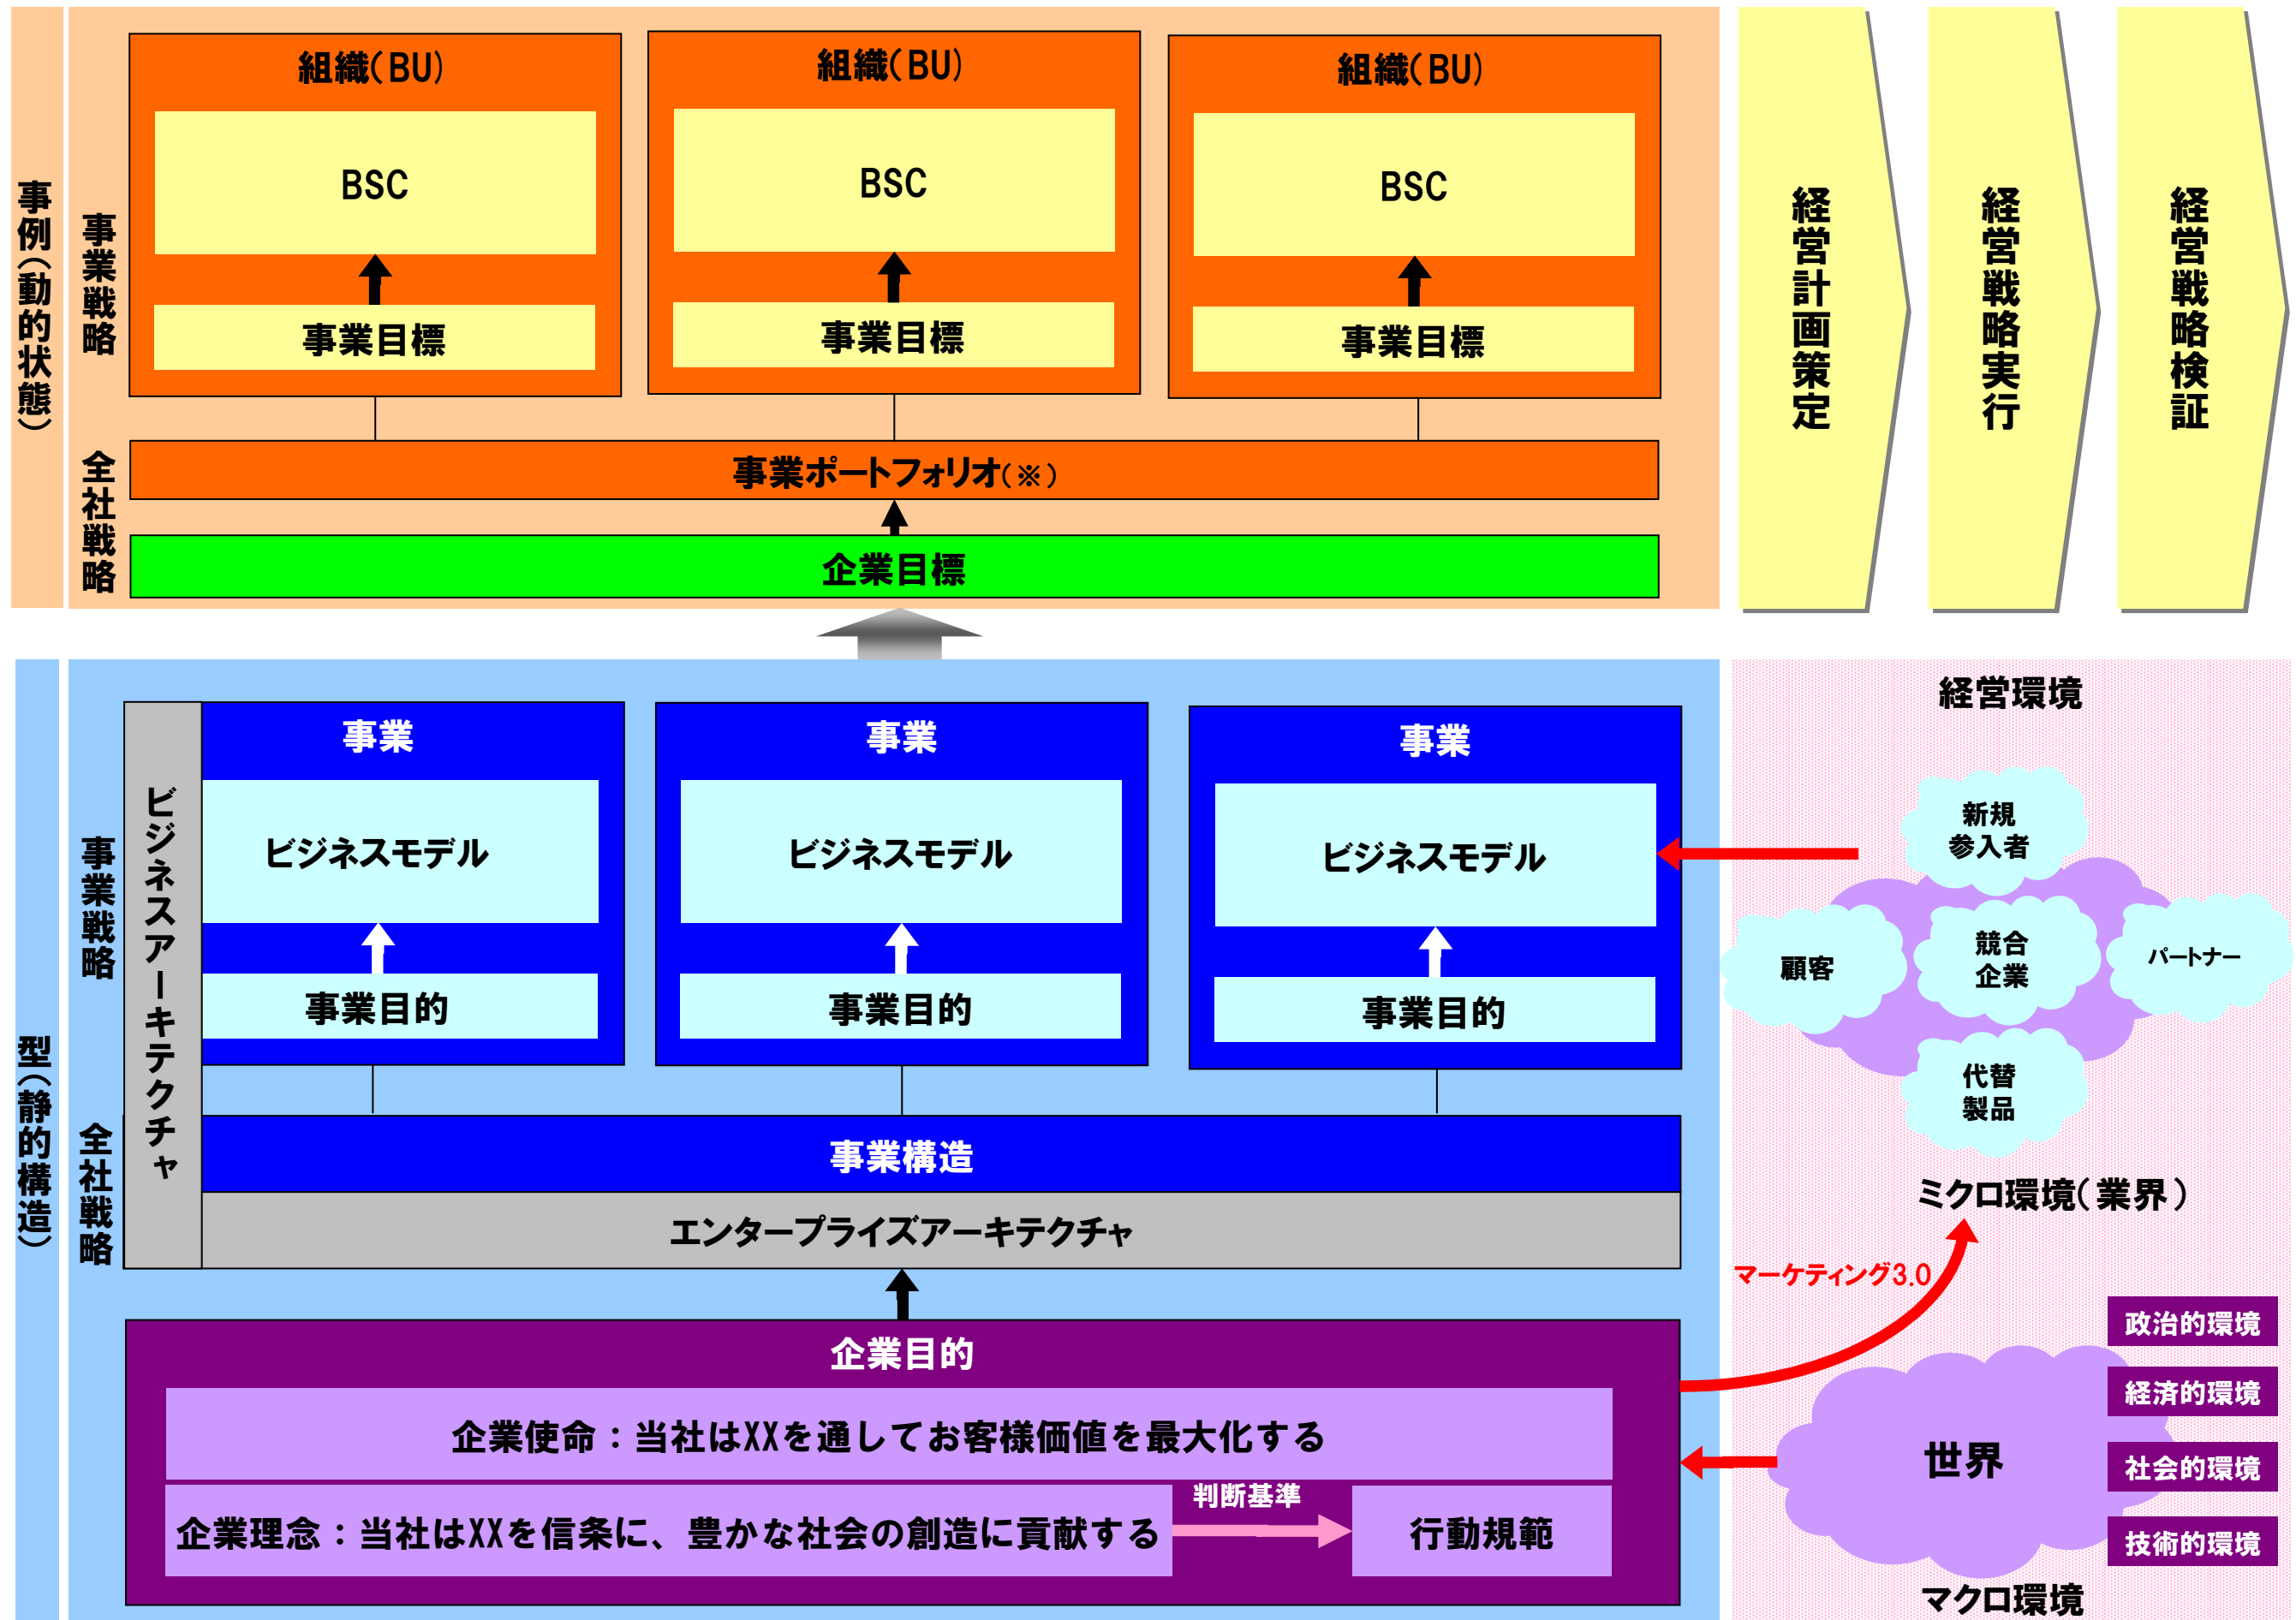 事例（動的状態）
事業戦略
全社戦略
組織（BU）
BSC
事業目標
組織（BU）
BSC
事業目標
組織（BU）
BSC
事業目標
事業ポートフォリオ（※）
企業目標
経営計画策定
経営戦略実行
経営戦略検証
型（静的構造）
事業戦略
全社戦略
ビジネスアーキテクチャ
事業
ビジネスモデル
事業目的
事業
ビジネスモデル
事業目的
事業
ビジネスモデル
事業目的
事業構造
エンタープライズアーキテクチャ
企業目的
企業使命：当社はXXを通してお客様価値を最大化する
企業理念：当社はXXを信条に、豊かな社会の創造に貢献する
判断基準
行動規範
経営環境
新規
参入者
顧客
競合
企業
パートナー
代替
製品
ミクロ環境（業界）
マーケティング3.0
政治的環境
経済的環境
世界
社会的環境
技術的環境
マクロ環境